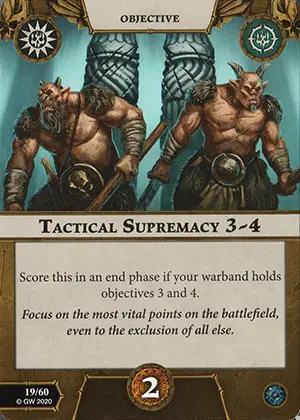 OBJECTIVE
TACTICAL SUPREMACY 3-4
Score this in an end phase if your warband holds
objectives 3 and 4.
Focus on the most vital points on the battlefield,
even to the exclusion of all else.
19/60
© GW 2020
2